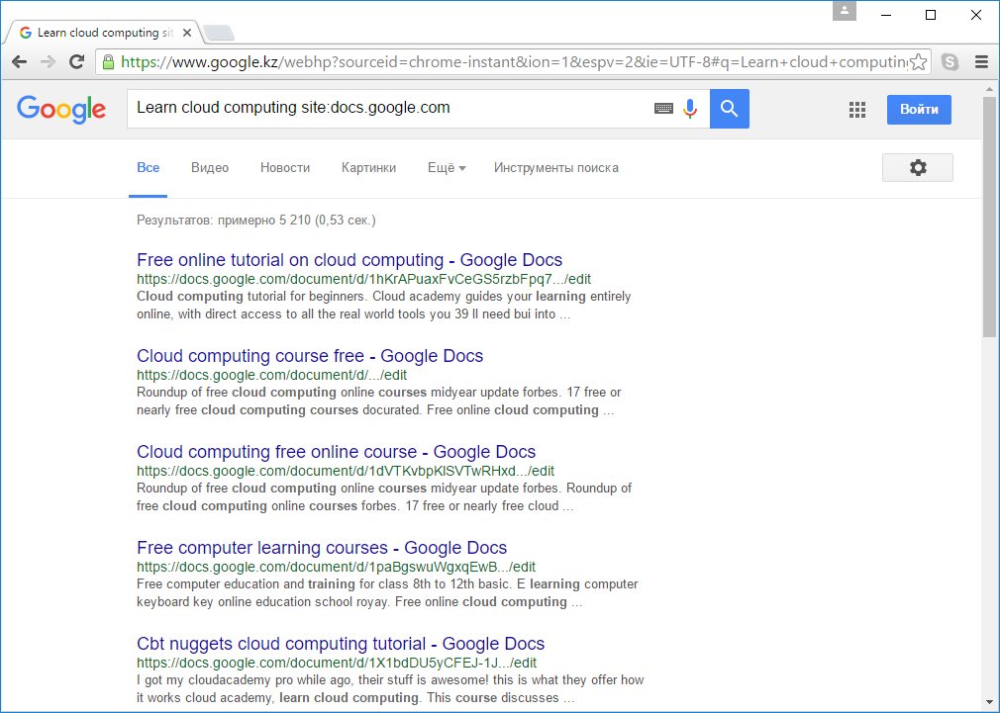 Learn cloud computing sit
https://www.google.kz/webhp?sourceid=chrome-instant&ion=1&espv=2&ie=UTF-8#q=Learn+cloud+computing
Google
Learn cloud computing site:docs.google.com
Войти
Все Видео Новости Картинки Ещё Инструменты поиска
Результатов: примерно 5 210 (0,53 сек.)
Free online tutorial on cloud computing - Google Docs
https://docs.google.com/document/d/1hKrAPuaxFvCeGS5rzbFpq7.../edit
Cloud computing tutorial for beginners. Cloud academy guides your learning entirely
online, with direct access to all the real world tools you 39 ll need bui into ...
Cloud computing course free - Google Docs
https://docs.google.com/document/d/.../edit
Roundup of free cloud computing online courses midyear update forbes. 17 free or
nearly free cloud computing courses docurated. Free online cloud computing ...
Cloud computing free online course - Google Docs
https://docs.google.com/document/d/1dVTKvbpKlSVTwRHxd.../edit
Roundup of free cloud computing online courses midyear update forbes. Roundup of
free cloud computing online courses forbes. 17 free or nearly free cloud ...
Free computer learning courses - Google Docs
https://docs.google.com/document/d/1paBgswuWgxqEwB.../edit
Free computer education and training for class 8th to 12th basic. E learning computer
keyboard key online education school royay. Free online cloud computing ...
Cbt nuggets cloud computing tutorial - Google Docs
https://docs.google.com/document/d/1X1bdDU5yCFEJ-1J.../edit
I got my cloudacademy pro while ago, their stuff is awesome! this is what they offer how
it works cloud academy, learn cloud computing. This course discusses ...